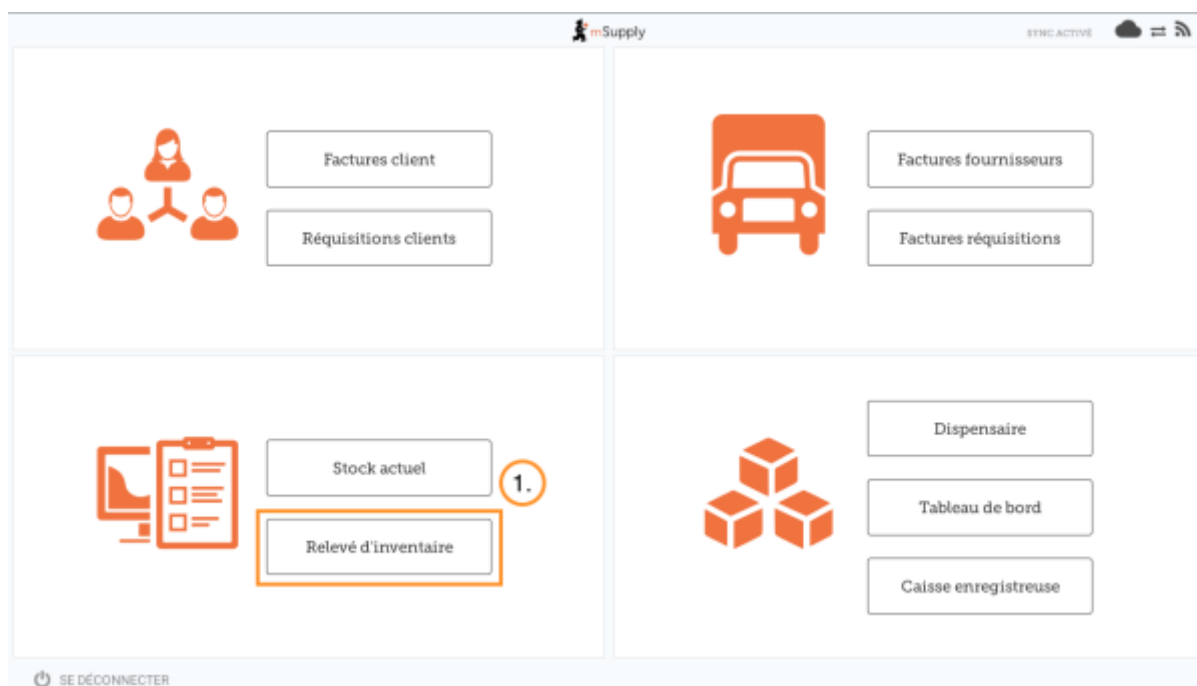 mSupply
SYNC ACTIVE
Factures client
Réquisitions clients
Factures fournisseurs
Factures réquisitions
Stock actuel
1.
Relevé d'inventaire
Dispensaire
Tableau de bord
Caisse enregistreuse
SE DÉCONNECTER